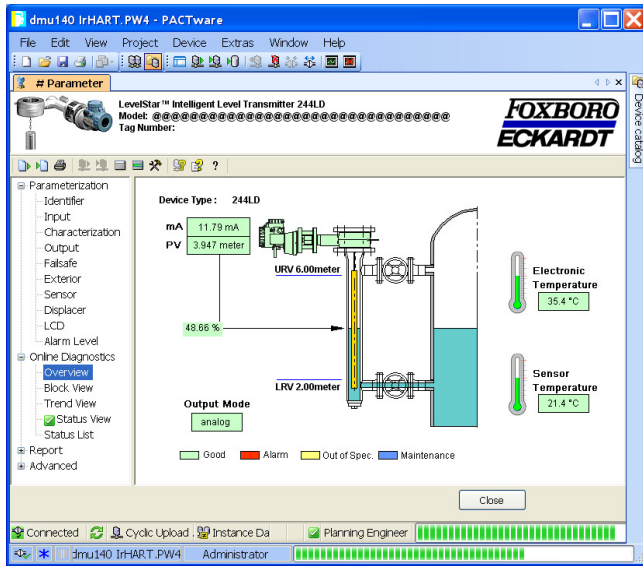 dmu140 IrHART.PW4 - PACTware
File Edit View Project Device Extras Window Help
# Parameter
Device catalog
LevelStar™ Intelligent Level Transmitter 244LD
Model: @@@@@@@@@@@@@@@@@@@@@@@@@@@@@@@@
Tag Number:
FOXBORO
ECKARDT
Parameterization
Identifier
Input
Characterization
Output
Failsafe
Exterior
Sensor
Displacer
LCD
Alarm Level
Online Diagnostics
Overview
Block View
Trend View
Status View
Status List
Report
Advanced
Device Type : 244LD
mA 11.79 mA
PV 3.947 meter
URV 6.00meter
48.66 %
LRV 2.00meter
Output Mode
analog
Electronic
Temperature
35.4 °C
Sensor
Temperature
21.4 °C
Good Alarm Out of Spec. Maintenance
Close
Connected Cyclic Upload Instance Da Planning Engineer
dmu140 IrHART.PW4 Administrator